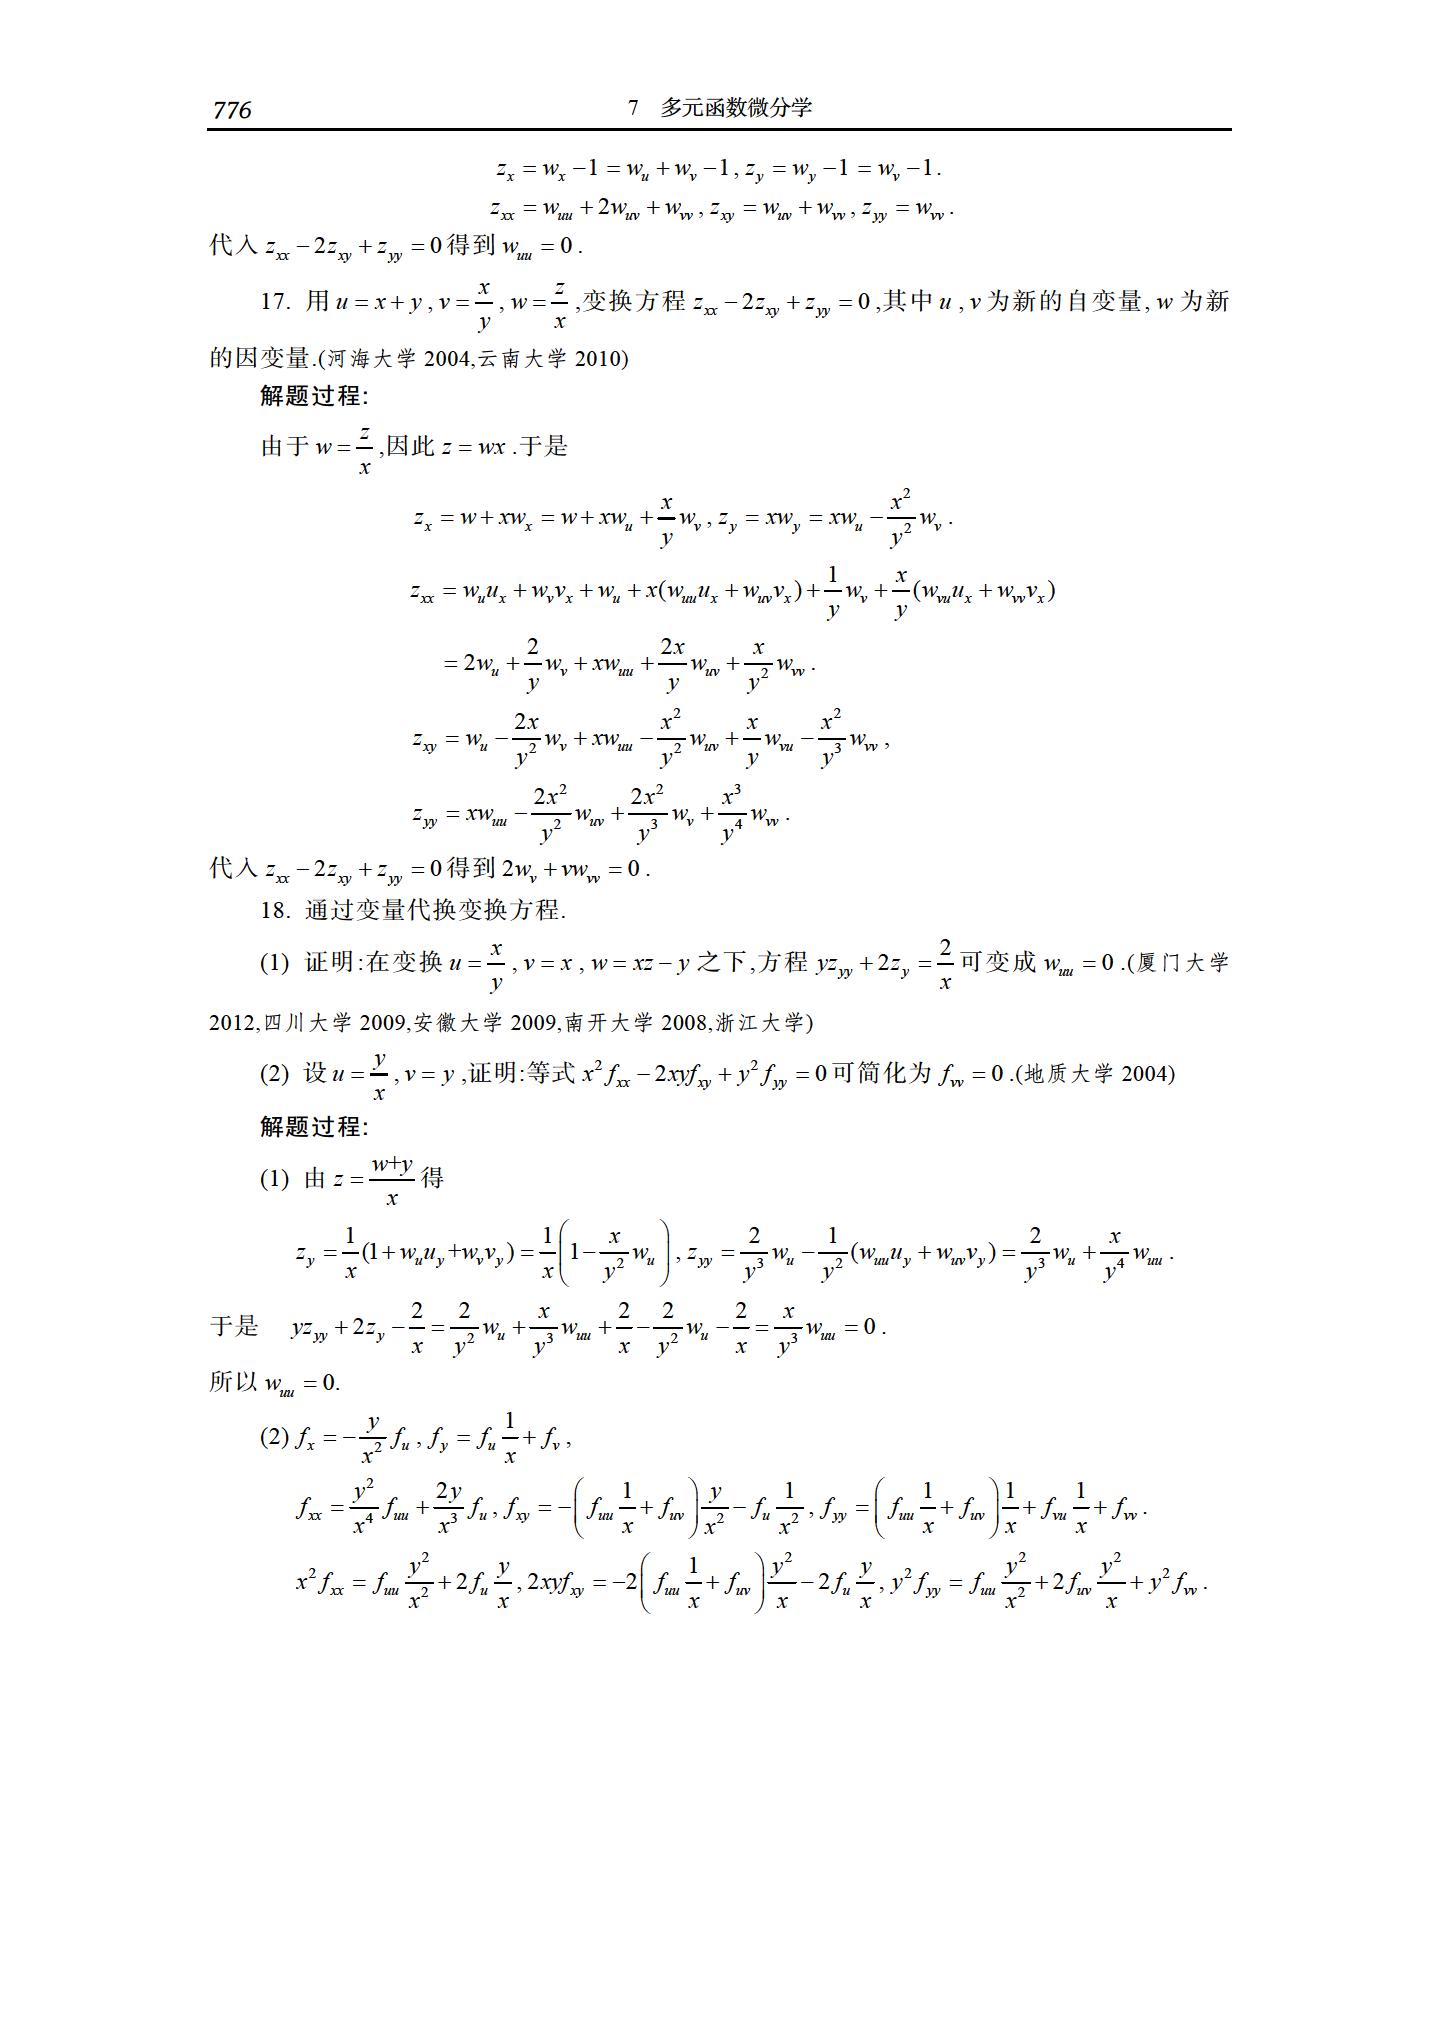 776 7 多元函数微分学
$z_x = w_x - 1 = w_u + w_v - 1, z_y = w_y - 1 = w_v - 1.$
$z_{xx} = w_{uu} + 2w_{uv} + w_{vv}, z_{xy} = w_{uv} + w_{vv}, z_{yy} = w_{vv}.$
代入 $z_{xx} - 2z_{xy} + z_{yy} = 0$ 得到 $w_{uu} = 0$.
17. 用 $u = x + y, v = \frac{x}{y}, w = \frac{z}{x}$,变换方程 $z_{xx} - 2z_{xy} + z_{yy} = 0$,其中 $u, v$ 为新的自变量, $w$ 为新
的因变量.(河海大学 2004,云南大学 2010)
解题过程:
由于 $w = \frac{z}{x}$,因此 $z = wx$.于是
$z_x = w + xw_x = w + xw_u + \frac{x}{y}w_v, z_y = xw_y = xw_u - \frac{x^2}{y^2}w_v.$
$z_{xx} = w_u u_x + w_v v_x + w_u + x(w_{uu}u_x + w_{uv}v_x) + \frac{1}{y}w_v + \frac{x}{y}(w_{vu}u_x + w_{vv}v_x)$
$= 2w_u + \frac{2}{y}w_v + xw_{uu} + \frac{2x}{y}w_{uv} + \frac{x}{y^2}w_{vv}.$
$z_{xy} = w_u - \frac{2x}{y^2}w_v + xw_{uu} - \frac{x^2}{y^2}w_{uv} + \frac{x}{y}w_{vu} - \frac{x^2}{y^3}w_{vv},$
$z_{yy} = xw_{uu} - \frac{2x^2}{y^2}w_{uv} + \frac{2x^2}{y^3}w_v + \frac{x^3}{y^4}w_{vv}.$
代入 $z_{xx} - 2z_{xy} + z_{yy} = 0$ 得到 $2w_v + vw_{vv} = 0$.
18. 通过变量代换变换方程.
(1) 证明:在变换 $u = \frac{x}{y}, v = x, w = xz - y$ 之下,方程 $yz_{yy} + 2z_y = \frac{2}{x}$ 可变成 $w_{uu} = 0$.(厦门大学
2012,四川大学 2009,安徽大学 2009,南开大学 2008,浙江大学)
(2) 设 $u = \frac{y}{x}, v = y$,证明:等式 $x^2 f_{xx} - 2xyf_{xy} + y^2 f_{yy} = 0$ 可简化为 $f_{vv} = 0$.(地质大学 2004)
解题过程:
(1) 由 $z = \frac{w+y}{x}$ 得
$z_y = \frac{1}{x}(1 + w_u u_y + w_v v_y) = \frac{1}{x}\left(1 - \frac{x}{y^2}w_u\right), z_{yy} = \frac{2}{y^3}w_u - \frac{1}{y^2}(w_{uu}u_y + w_{uv}v_y) = \frac{2}{y^3}w_u + \frac{x}{y^4}w_{uu}.$
于是 $yz_{yy} + 2z_y - \frac{2}{x} = \frac{2}{y^2}w_u + \frac{x}{y^3}w_{uu} + \frac{2}{x} - \frac{2}{y^2}w_u - \frac{2}{x} = \frac{x}{y^3}w_{uu} = 0.$
所以 $w_{uu} = 0.$
(2) $f_x = -\frac{y}{x^2}f_u, f_y = f_u\frac{1}{x} + f_v,$
$f_{xx} = \frac{y^2}{x^4}f_{uu} + \frac{2y}{x^3}f_u, f_{xy} = -\left(f_{uu}\frac{1}{x} + f_{uv}\right)\frac{y}{x^2} - f_u\frac{1}{x^2}, f_{yy} = \left(f_{uu}\frac{1}{x} + f_{uv}\right)\frac{1}{x} + f_{vu}\frac{1}{x} + f_{vv}.$
$x^2 f_{xx} = f_{uu}\frac{y^2}{x^2} + 2f_u\frac{y}{x}, 2xyf_{xy} = -2\left(f_{uu}\frac{1}{x} + f_{uv}\right)\frac{y^2}{x} - 2f_u\frac{y}{x}, y^2 f_{yy} = f_{uu}\frac{y^2}{x^2} + 2f_{uv}\frac{y^2}{x} + y^2 f_{vv}.$